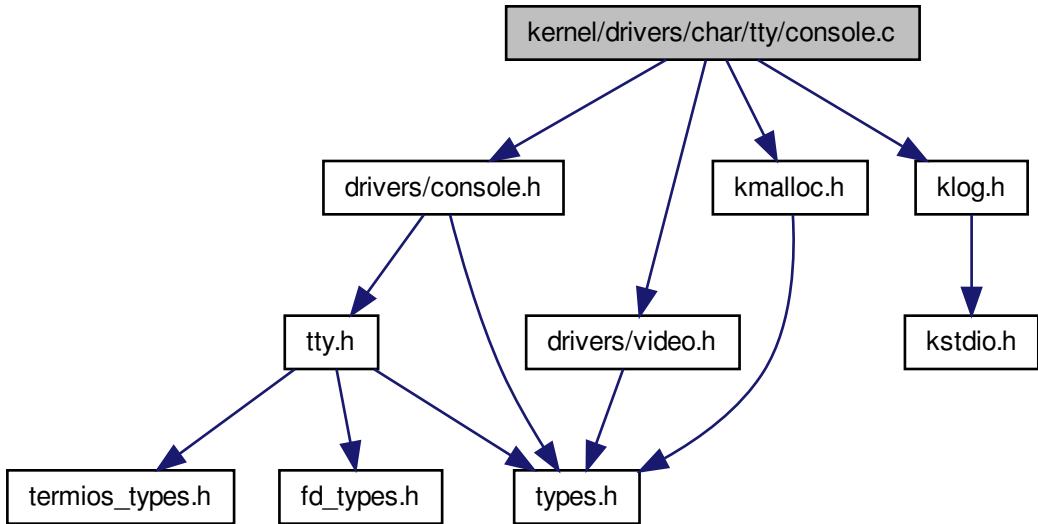 kernel/drivers/char/tty/console.c
drivers/console.h
kmalloc.h
klog.h
tty.h
drivers/video.h
kstdio.h
termios_types.h
fd_types.h
types.h